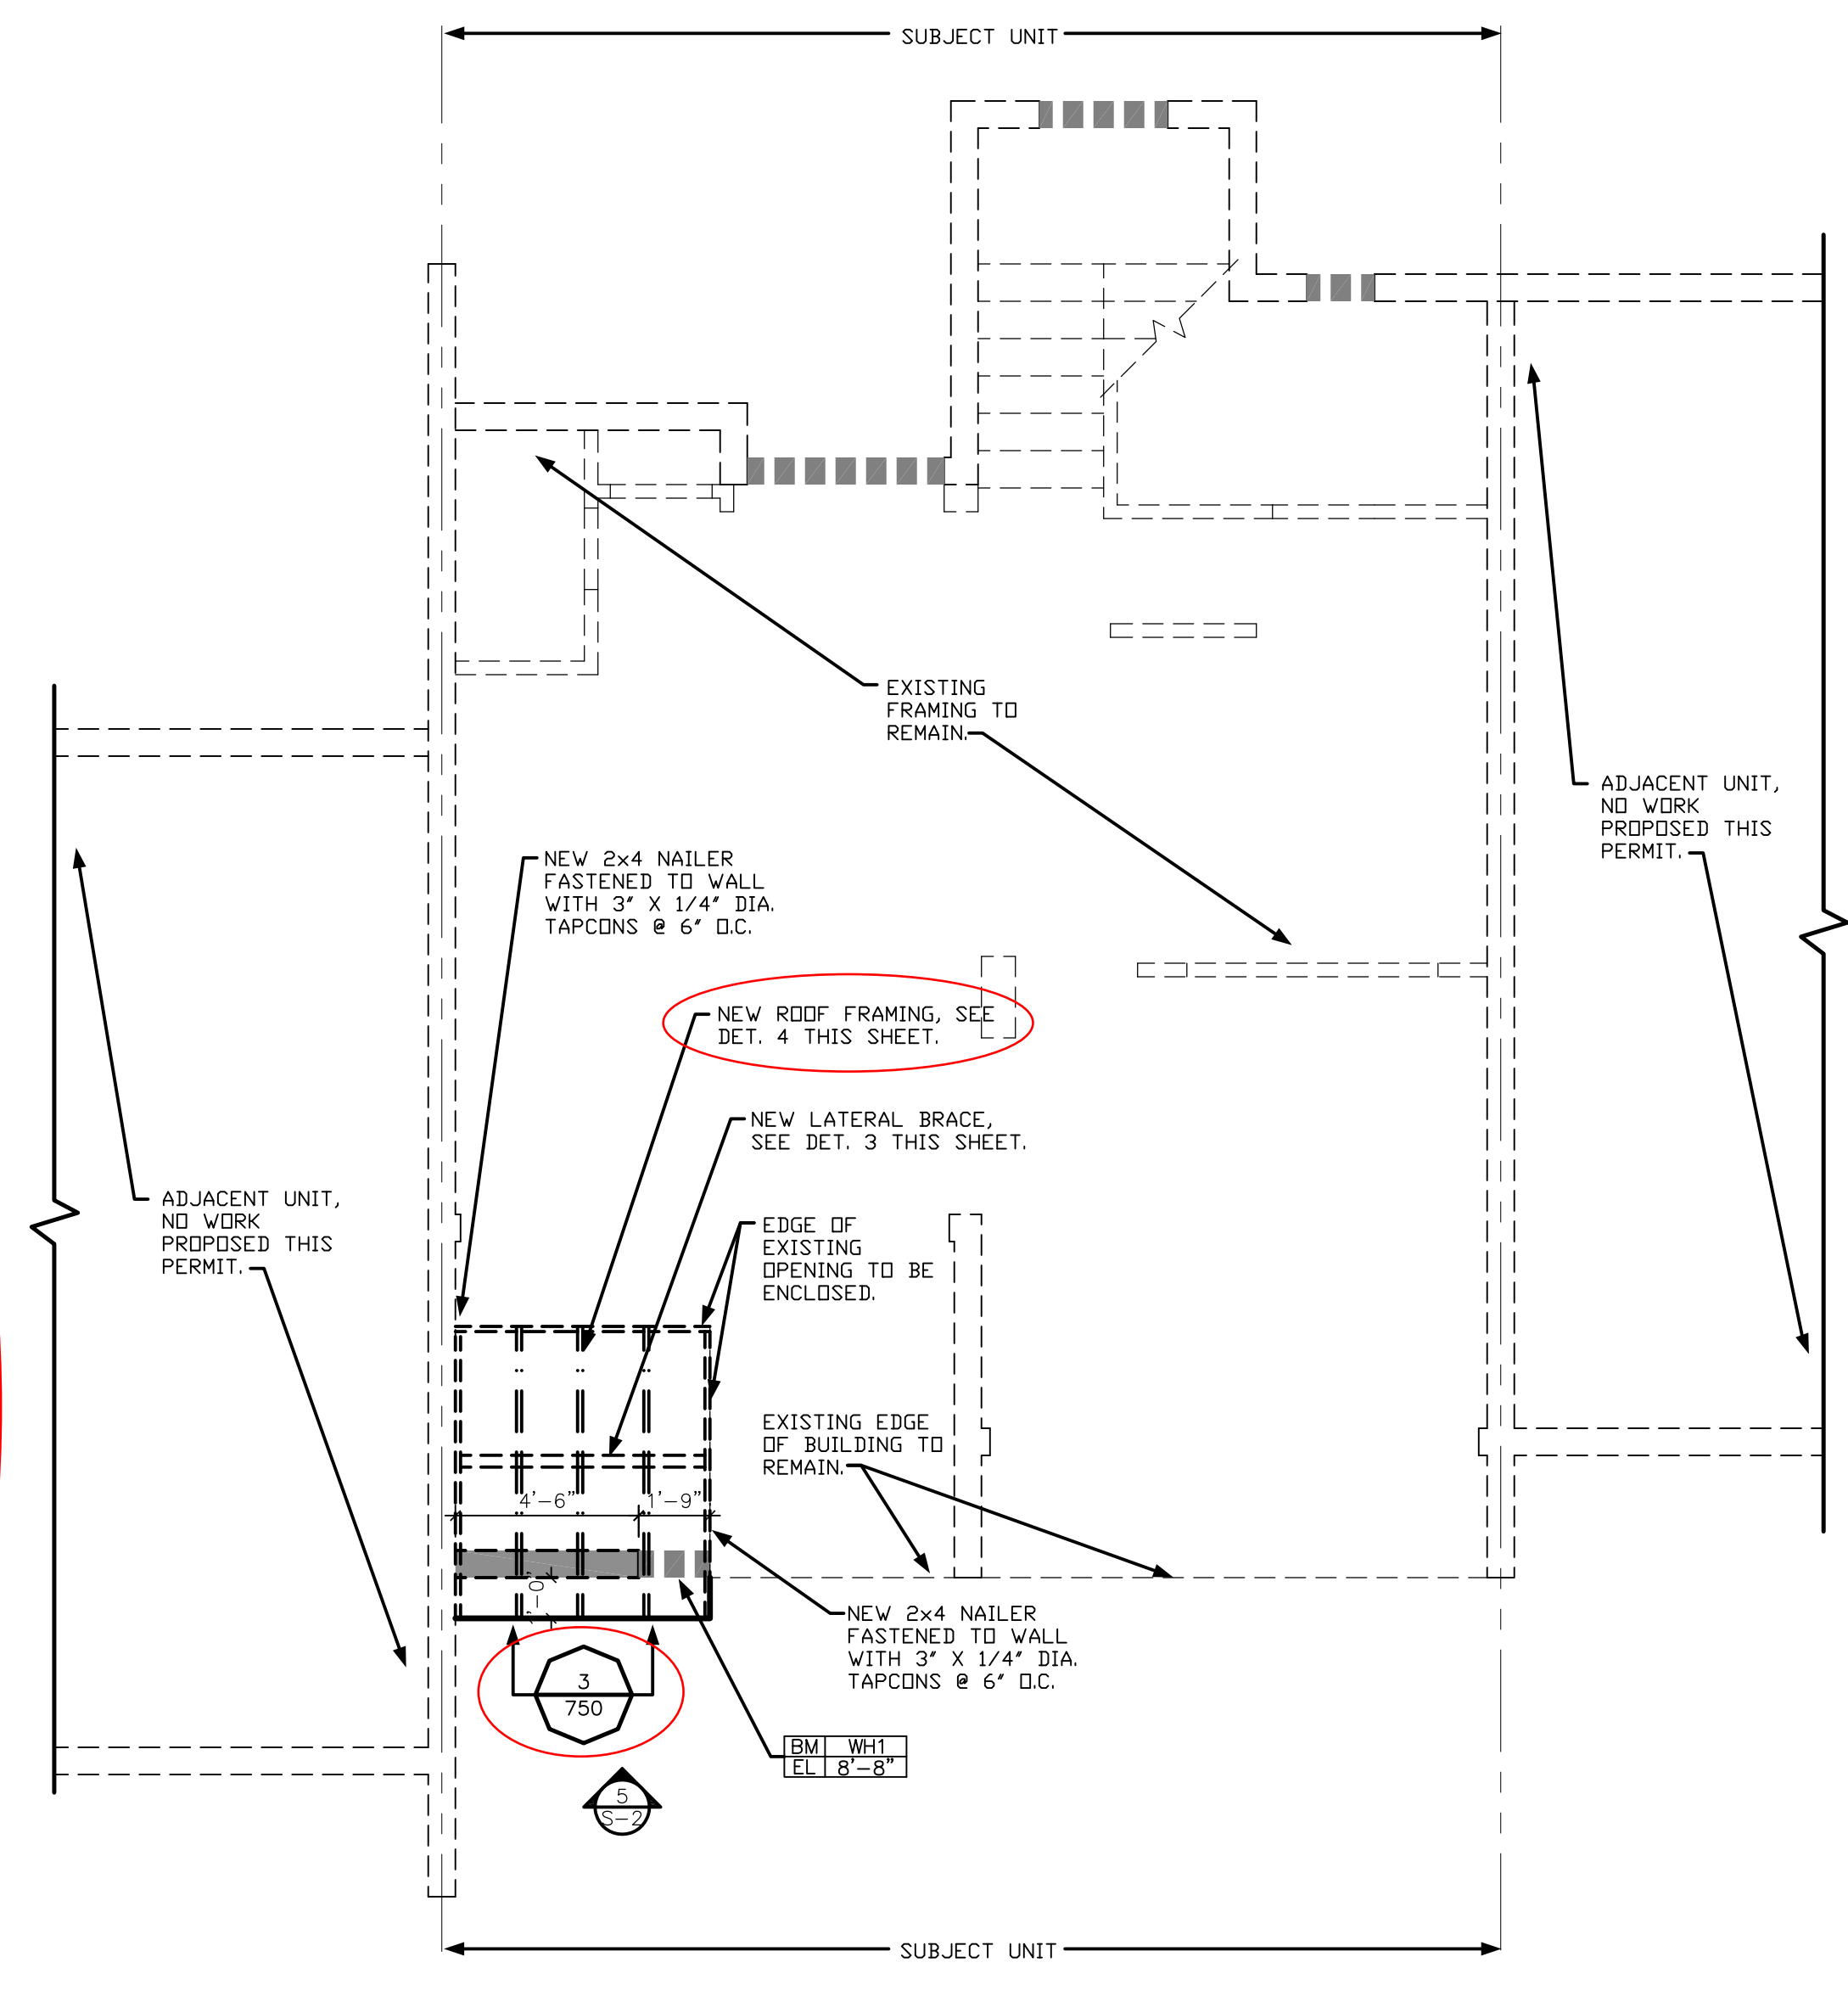 SUBJECT UNIT
EXISTING
FRAMING TO
REMAIN.
ADJACENT UNIT,
NO WORK
PROPOSED THIS
PERMIT.
NEW 2x4 NAILER
FASTENED TO WALL
WITH 3" X 1/4" DIA.
TAPCONS @ 6" O.C.
NEW ROOF FRAMING, SEE
DET. 4 THIS SHEET.
NEW LATERAL BRACE,
SEE DET. 3 THIS SHEET.
ADJACENT UNIT,
NO WORK
PROPOSED THIS
PERMIT.
EDGE OF
EXISTING
OPENING TO BE
ENCLOSED.
EXISTING EDGE
OF BUILDING TO
REMAIN.
4'-6" 1'-9"
NEW 2x4 NAILER
FASTENED TO WALL
WITH 3" X 1/4" DIA.
TAPCONS @ 6" O.C.
3
750
BM WH1
EL 8'-8"
5
S-2
SUBJECT UNIT